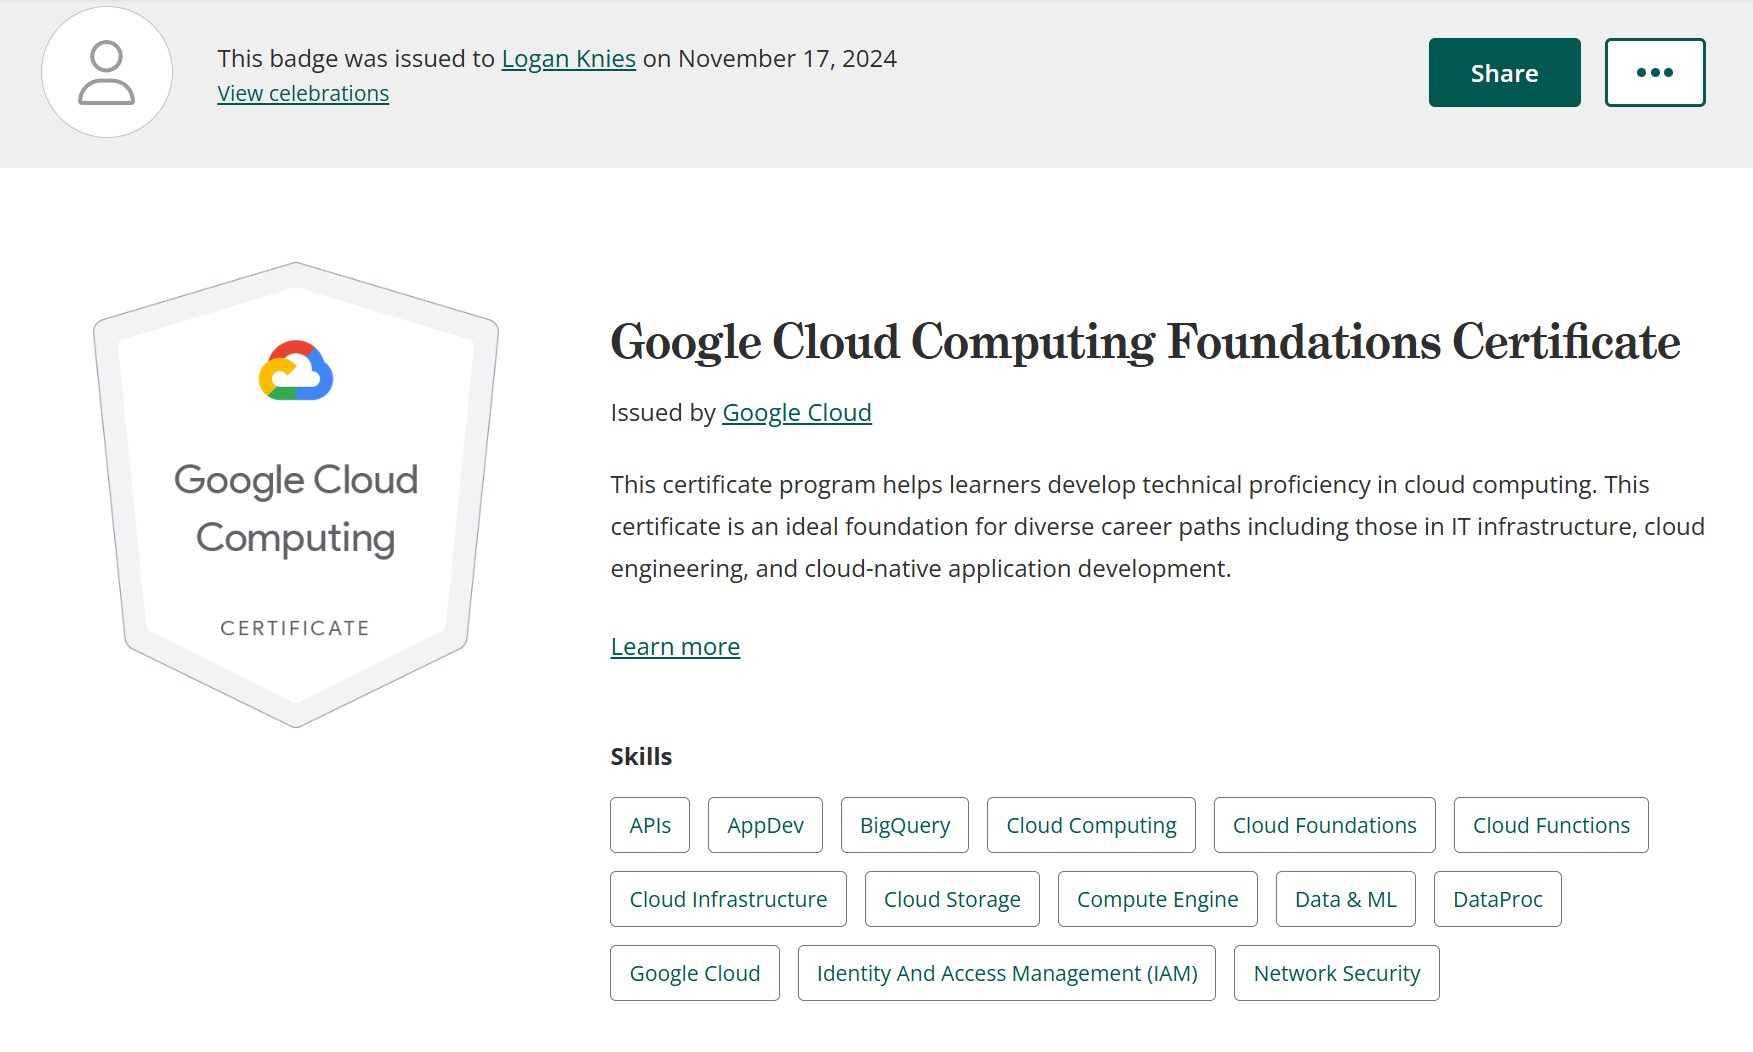 This badge was issued to Logan Knies on November 17, 2024
View celebrations
Share
Google Cloud
Computing
CERTIFICATE
Google Cloud Computing Foundations Certificate
Issued by Google Cloud
This certificate program helps learners develop technical proficiency in cloud computing. This
certificate is an ideal foundation for diverse career paths including those in IT infrastructure, cloud
engineering, and cloud-native application development.
Learn more
Skills
APIs AppDev BigQuery Cloud Computing Cloud Foundations Cloud Functions
Cloud Infrastructure Cloud Storage Compute Engine Data & ML DataProc
Google Cloud Identity And Access Management (IAM) Network Security